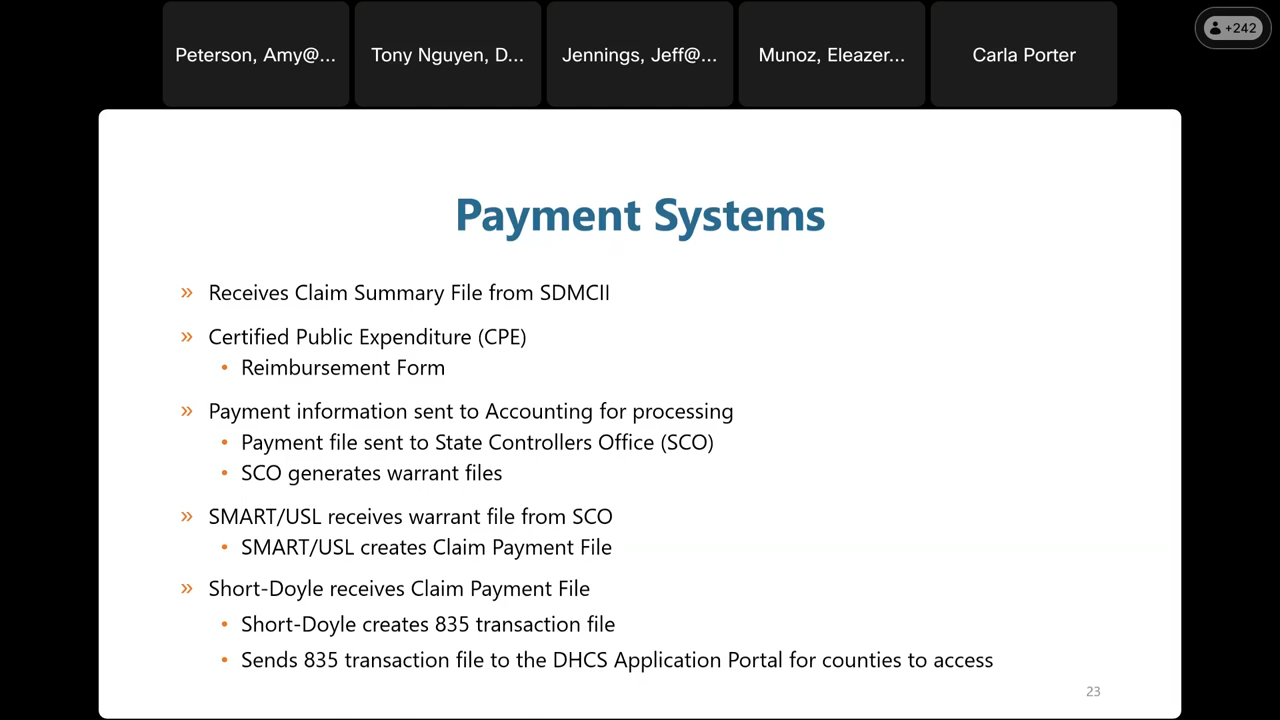 Peterson, Amy@...
Tony Nguyen, D...
Jennings, Jeff@...
Munoz, Eleazer...
Carla Porter
+242
Payment Systems
» Receives Claim Summary File from SDMCII
» Certified Public Expenditure (CPE)
• Reimbursement Form
» Payment information sent to Accounting for processing
• Payment file sent to State Controllers Office (SCO)
• SCO generates warrant files
» SMART/USL receives warrant file from SCO
• SMART/USL creates Claim Payment File
» Short-Doyle receives Claim Payment File
• Short-Doyle creates 835 transaction file
• Sends 835 transaction file to the DHCS Application Portal for counties to access
23